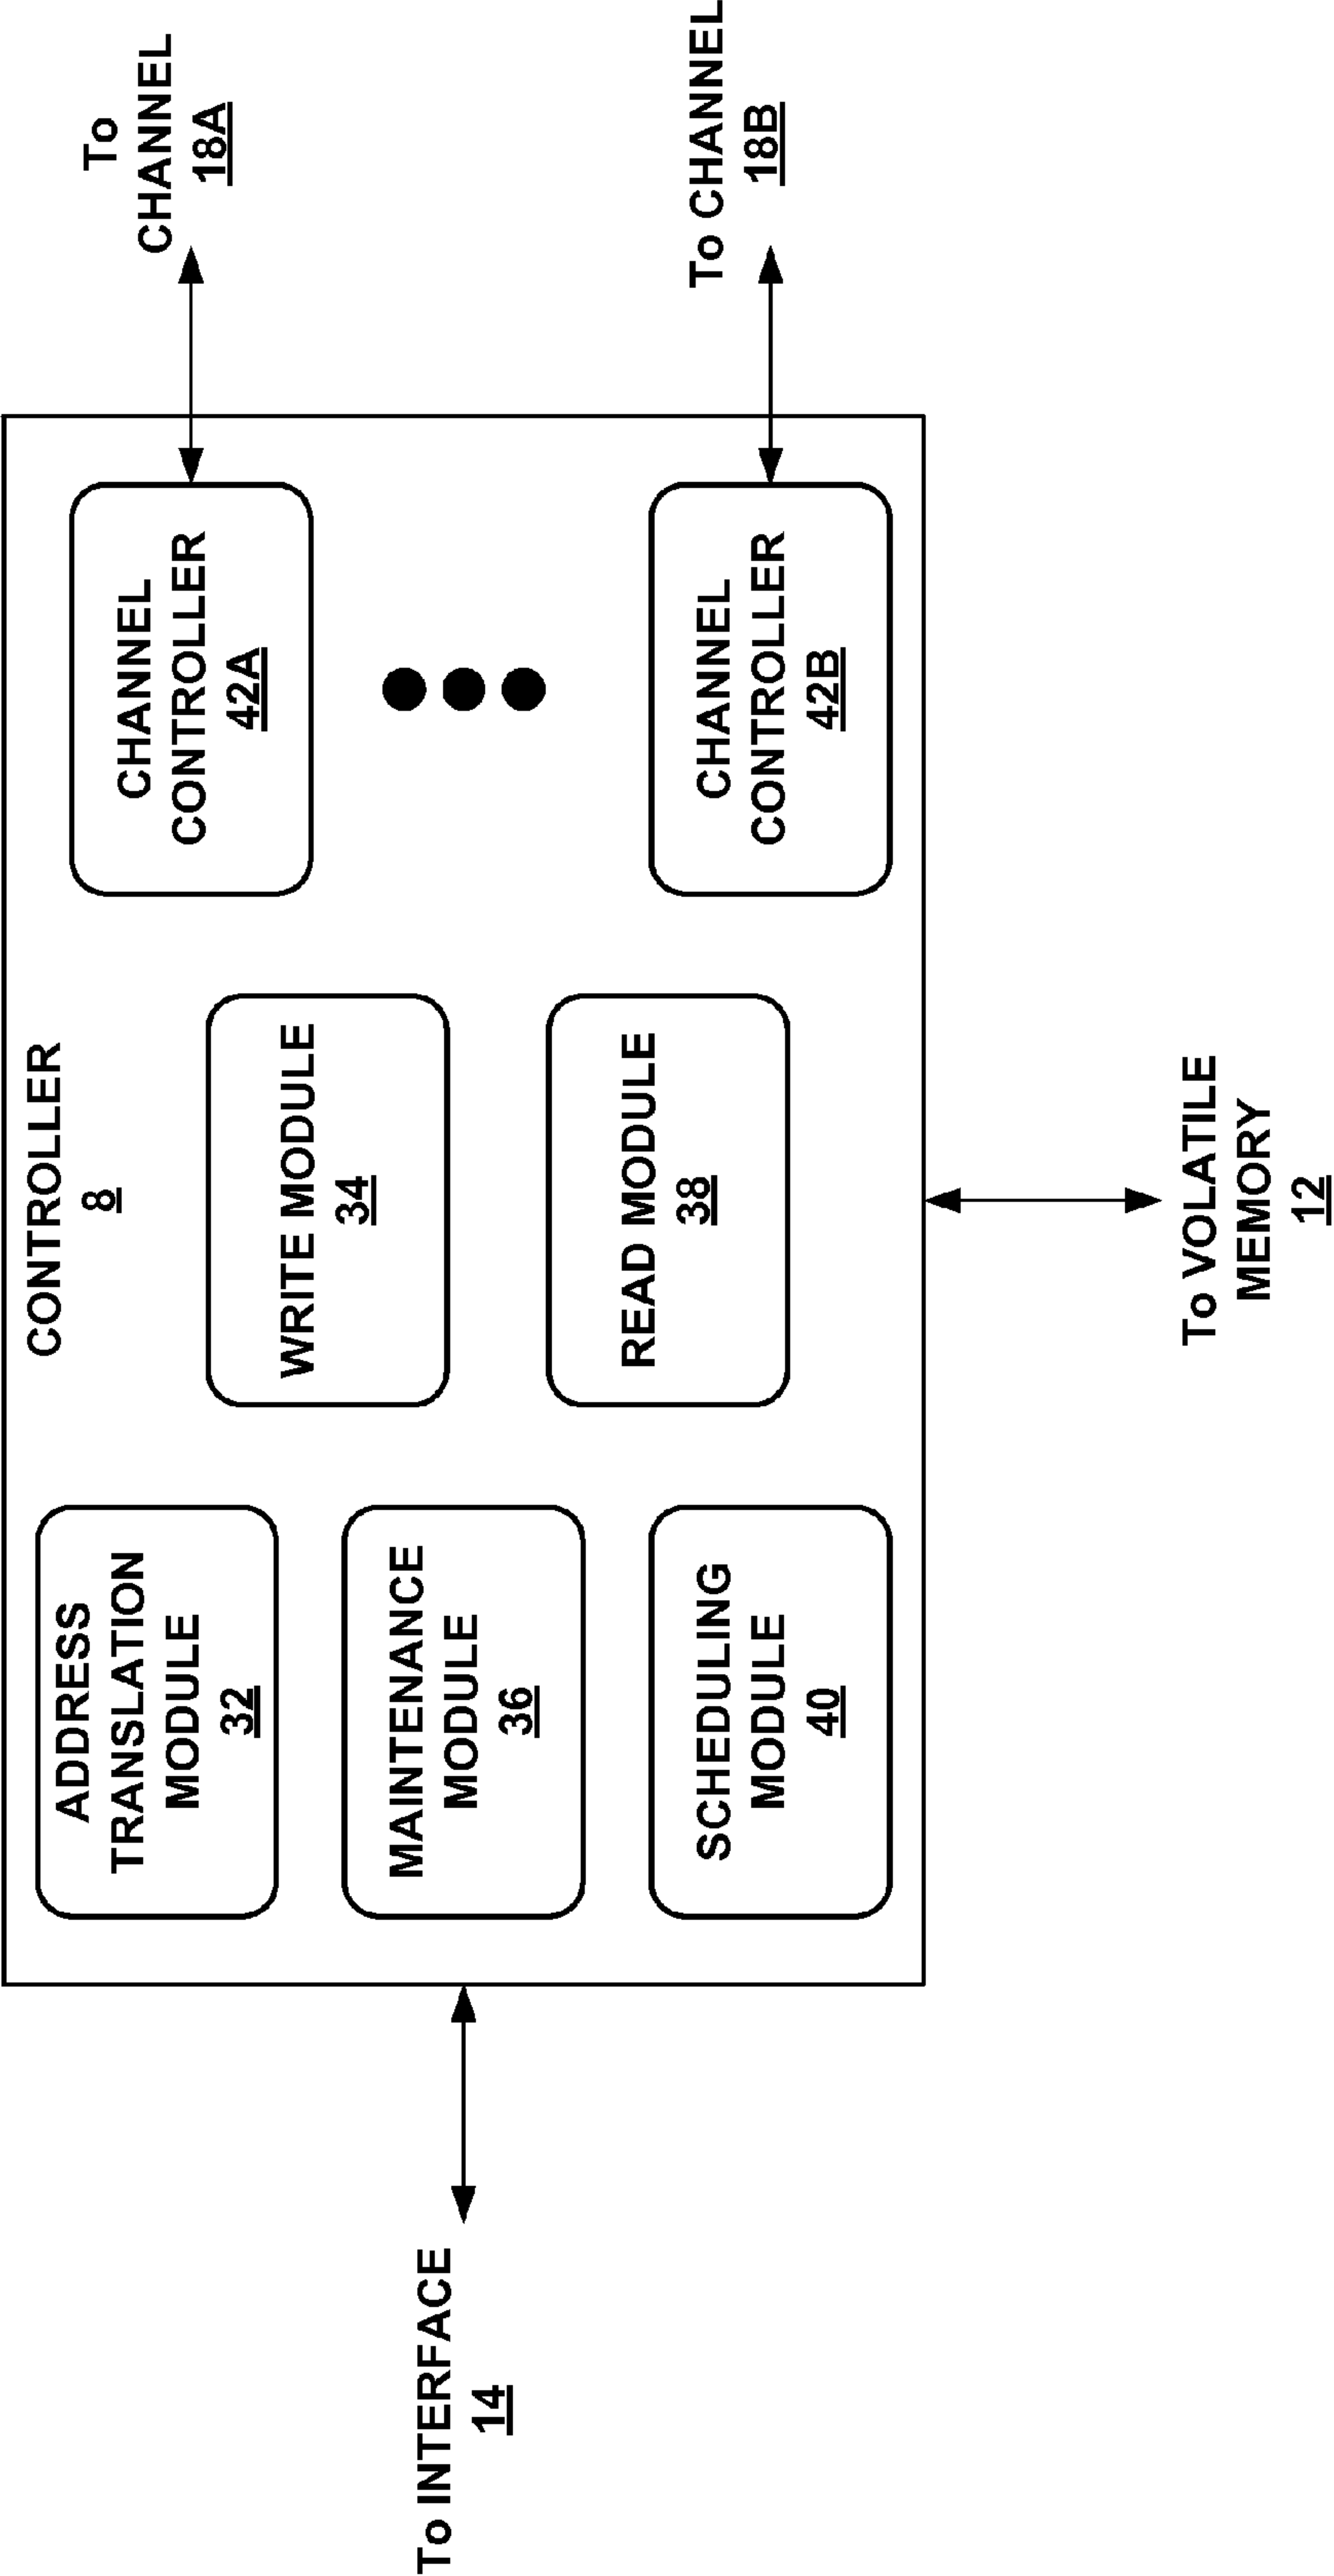 CONTROLLER
8
ADDRESS
TRANSLATION
MODULE
32
MAINTENANCE
MODULE
36
SCHEDULING
MODULE
40
WRITE MODULE
34
READ MODULE
38
CHANNEL
CONTROLLER
42A
CHANNEL
CONTROLLER
42B
To
CHANNEL
18A
To CHANNEL
18B
To INTERFACE
14
To VOLATILE
MEMORY
12